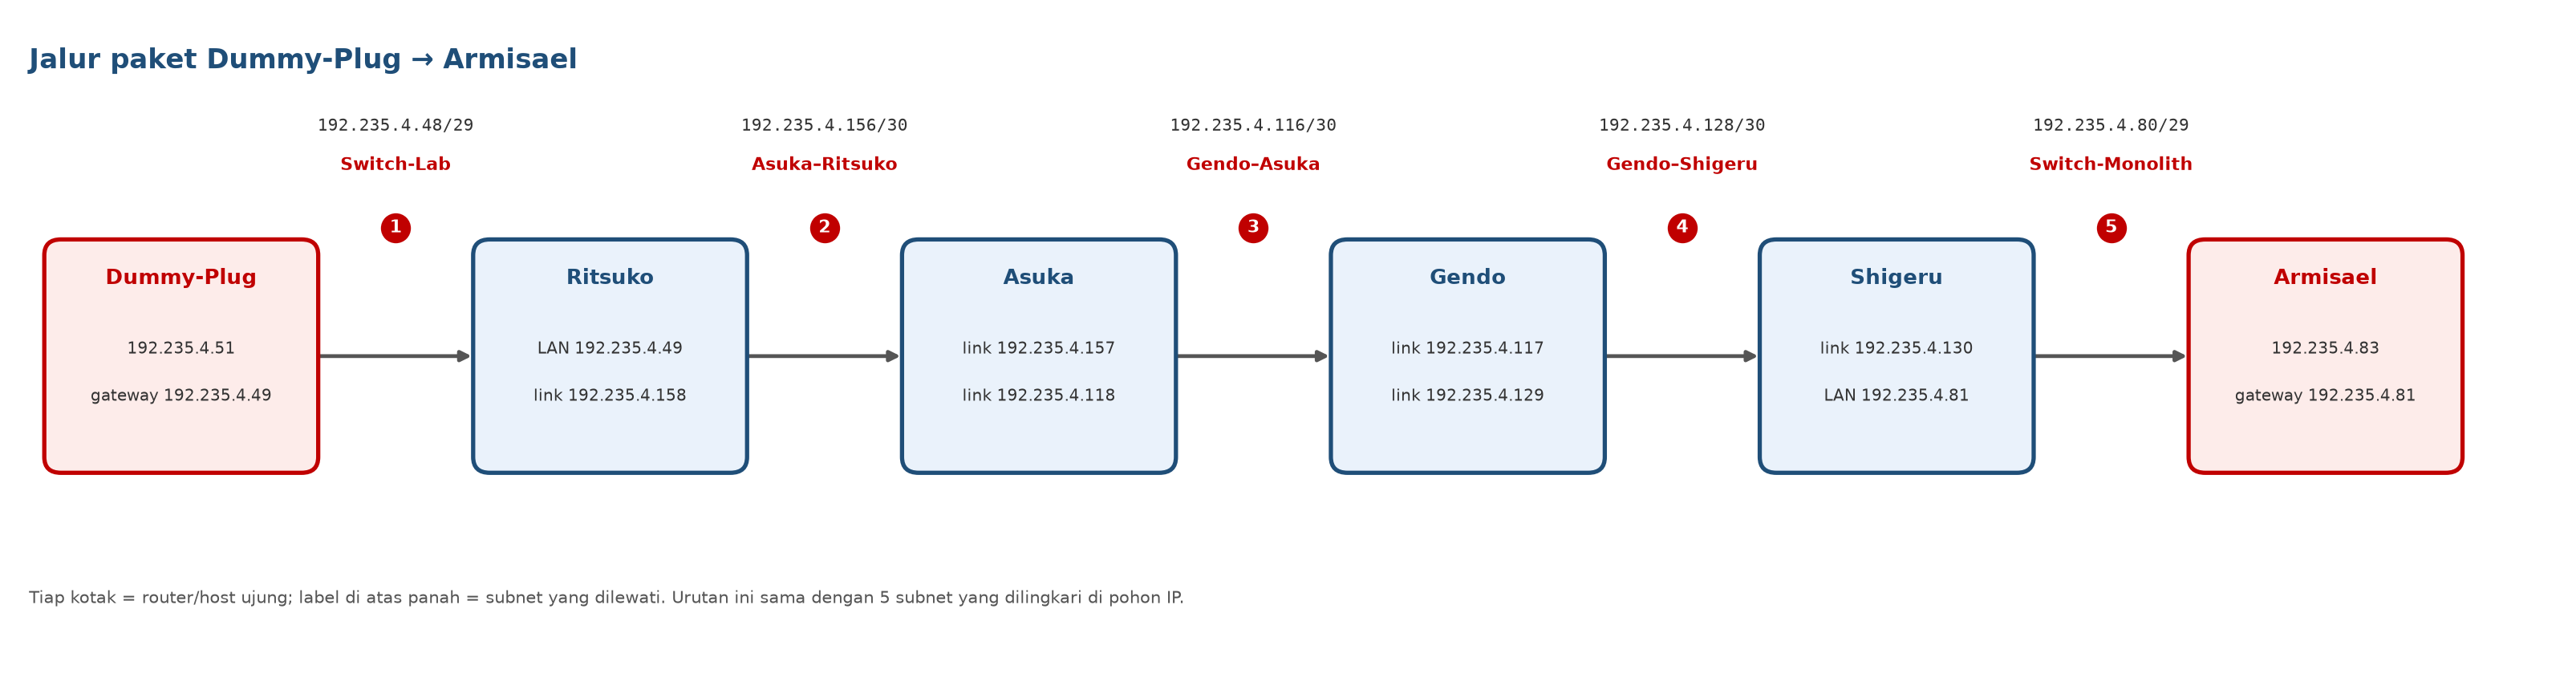 Jalur paket Dummy-Plug → Armisael
192.235.4.48/29
Switch-Lab
1
192.235.4.156/30
Asuka–Ritsuko
2
192.235.4.116/30
Gendo–Asuka
3
192.235.4.128/30
Gendo–Shigeru
4
192.235.4.80/29
Switch-Monolith
5
Dummy-Plug
192.235.4.51
gateway 192.235.4.49
Ritsuko
LAN 192.235.4.49
link 192.235.4.158
Asuka
link 192.235.4.157
link 192.235.4.118
Gendo
link 192.235.4.117
link 192.235.4.129
Shigeru
link 192.235.4.130
LAN 192.235.4.81
Armisael
192.235.4.83
gateway 192.235.4.81
Tiap kotak = router/host ujung; label di atas panah = subnet yang dilewati. Urutan ini sama dengan 5 subnet yang dilingkari di pohon IP.